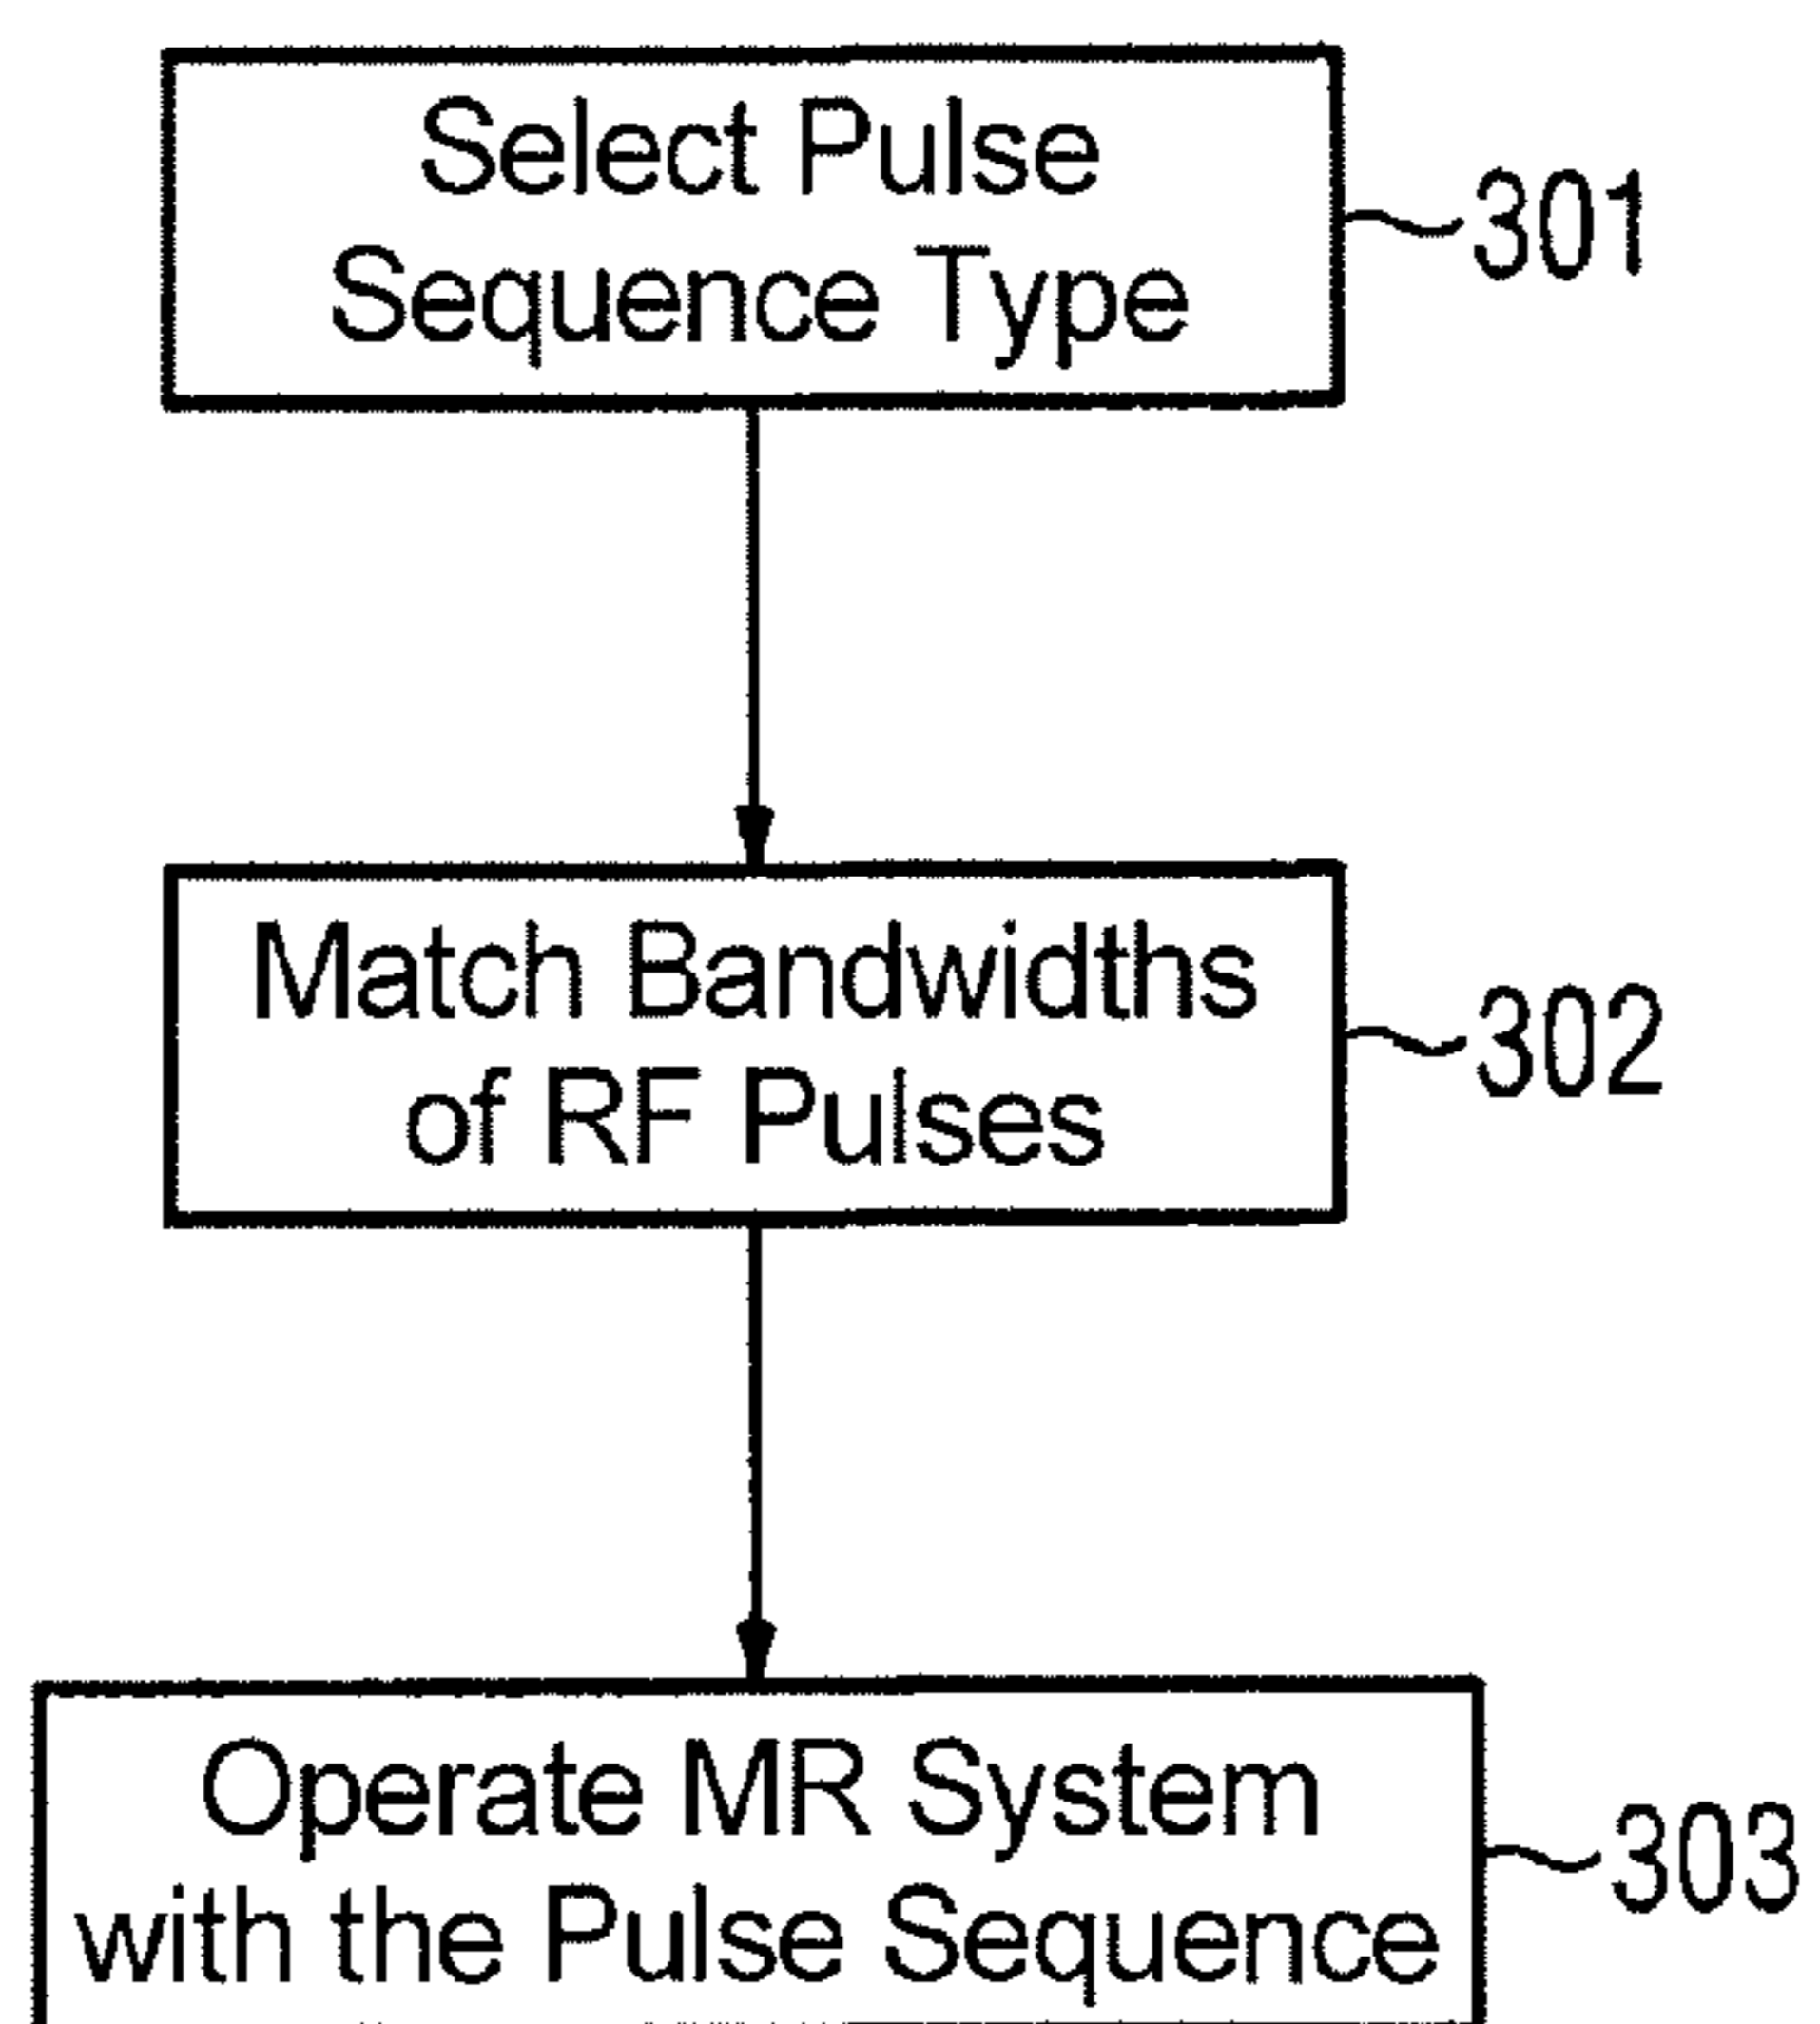 Select Pulse
Sequence Type
301
Match Bandwidths
of RF Pulses
302
Operate MR System
with the Pulse Sequence
303